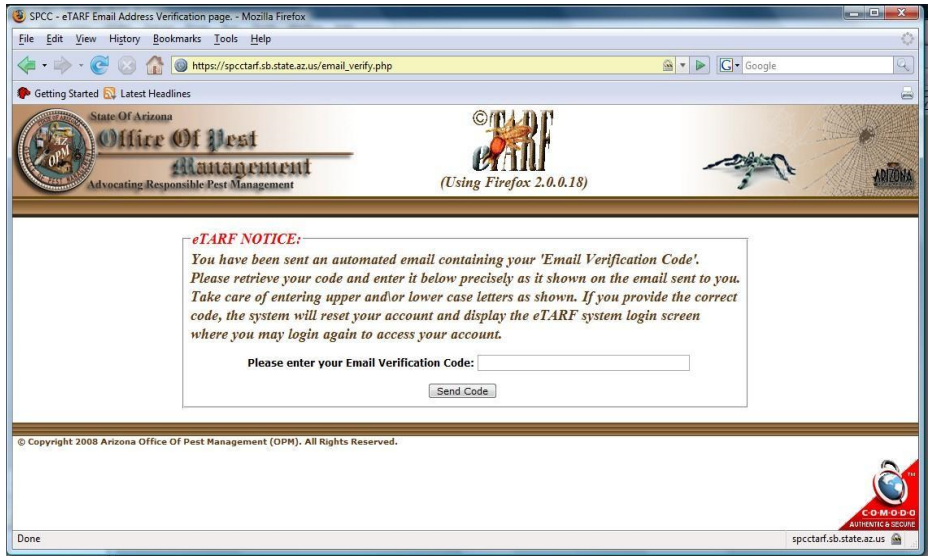 SPCC - eTARF Email Address Verification page. - Mozilla Firefox
File Edit View History Bookmarks Tools Help
https://spcctarf.sb.state.az.us/email_verify.php
G Google
Getting Started Latest Headlines
State Of Arizona
Office Of Pest
Management
Advocating Responsible Pest Management
AZ
OPM
©TARF
eTARF
(Using Firefox 2.0.0.18)
ARIZONA
eTARF NOTICE:
You have been sent an automated email containing your 'Email Verification Code'.
Please retrieve your code and enter it below precisely as it shown on the email sent to you.
Take care of entering upper and\or lower case letters as shown. If you provide the correct
code, the system will reset your account and display the eTARF system login screen
where you may login again to access your account.
Please enter your Email Verification Code:
Send Code
© Copyright 2008 Arizona Office Of Pest Management (OPM). All Rights Reserved.
TM
C·O·M·O·D·O
AUTHENTIC & SECURE
Done
spcctarf.sb.state.az.us